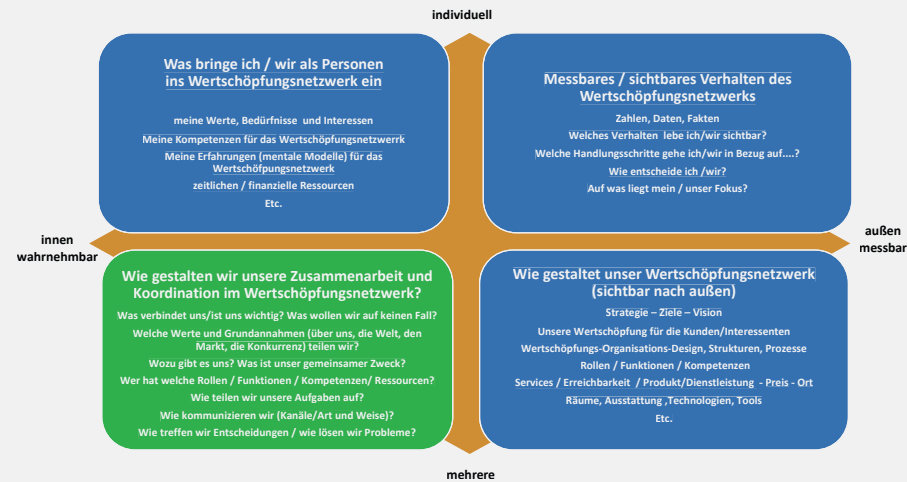 individuell
Was bringe ich / wir als Personen
ins Wertschöpfungsnetzwerk ein
meine Werte, Bedürfnisse und Interessen
Meine Kompetenzen für das Wertschöpfungsnetzwerrk
Meine Erfahrungen (mentale Modelle) für das
Wertschöfpungsnetzwerk
zeitlichen / finanzielle Ressourcen
Etc.
Messbares / sichtbares Verhalten des
Wertschöpfungsnetzwerks
Zahlen, Daten, Fakten
Welches Verhalten lebe ich/wir sichtbar?
Welche Handlungsschritte gehe ich/wir in Bezug auf....?
Wie entscheide ich /wir?
Auf was liegt mein / unser Fokus?
innen
wahrnehmbar
außen
messbar
Wie gestalten wir unsere Zusammenarbeit und
Koordination im Wertschöpfungsnetzwerk?
Was verbindet uns/ist uns wichtig? Was wollen wir auf keinen Fall?
Welche Werte und Grundannahmen (über uns, die Welt, den
Markt, die Konkurrenz) teilen wir?
Wozu gibt es uns? Was ist unser gemeinsamer Zweck?
Wer hat welche Rollen / Funktionen / Kompetenzen/ Ressourcen?
Wie teilen wir unsere Aufgaben auf?
Wie kommunizieren wir (Kanäle/Art und Weise)?
Wie treffen wir Entscheidungen / wie lösen wir Probleme?
Wie gestaltet unser Wertschöpfungsnetzwerk
(sichtbar nach außen)
Strategie – Ziele – Vision
Unsere Wertschöpfung für die Kunden/Interessenten
Wertschöpfungs-Organisations-Design, Strukturen, Prozesse
Rollen / Funktionen / Kompetenzen
Services / Erreichbarkeit / Produkt/Dienstleistung - Preis - Ort
Räume, Ausstattung ,Technologien, Tools
Etc.
mehrere